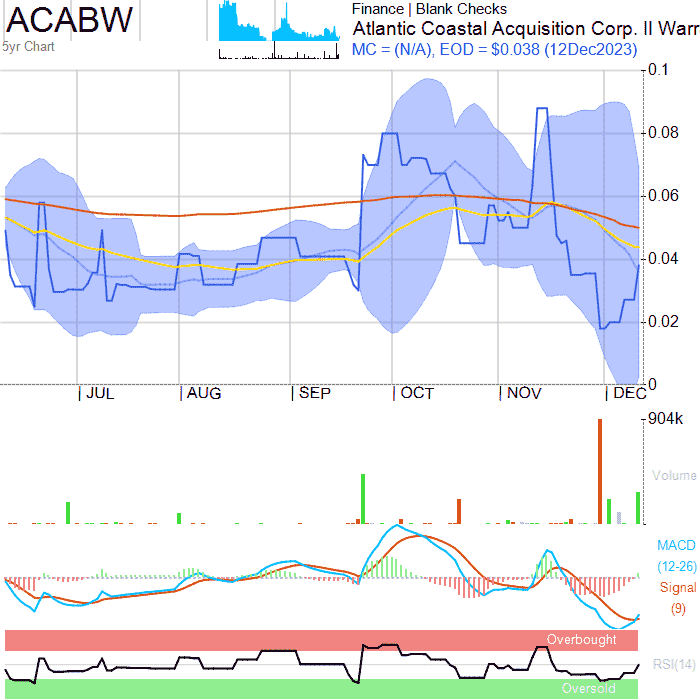 ACABW
5yr Chart
Finance | Blank Checks
Atlantic Coastal Acquisition Corp. II Warr
MC = (N/A), EOD = $0.038 (12Dec2023)
0.1
0.08
0.06
0.04
0.02
0
JUL
AUG
SEP
OCT
NOV
DEC
904k
Volume
MACD
(12-26)
Signal
(9)
Overbought
RSI(14)
Oversold